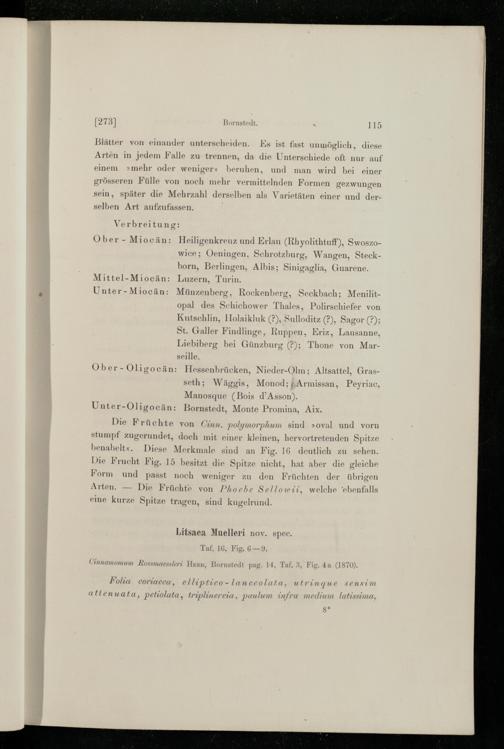 [273] Bornstedt. 115
Blätter von einander unterscheiden. Es ist fast unmöglich, diese
Arten in jedem Falle zu trennen, da die Unterschiede oft nur auf
einem »mehr oder weniger« beruhen, und man wird bei einer
grösseren Fülle von noch mehr vermittelnden Formen gezwungen
sein, später die Mehrzahl derselben als Varietäten einer und der-
selben Art aufzufassen.
Verbreitung:
Ober-Miocän: Heiligenkreuz und Erlau (Rhyolithtuff), Swoszo-
wice; Oeningen, Schrotzburg, Wangen, Steck-
born, Berlingen, Albis; Sinigaglia, Guarene.
Mittel-Miocän: Luzern, Turin.
Unter-Miocän: Münzenberg, Rockenberg, Seckbach; Menilit-
opal des Schichower Thales, Polirschiefer von
Kutschlin, Holaikluk (?), Sulloditz (?), Sagor (?);
St. Galler Findlinge, Ruppen, Eriz, Lausanne,
Liebiberg bei Günzburg (?); Thone von Mar-
seille.
Ober-Oligocän: Hessenbrücken, Nieder-Olm; Altsattel, Gras-
seth; Wäggis, Monod; Armissan, Peyriac,
Manosque (Bois d'Asson).
Unter-Oligocän: Bornstedt, Monte Promina, Aix.
Die Früchte von Cinn. polymorphum sind »oval und vorn
stumpf zugerundet, doch mit einer kleinen, hervortretenden Spitze
benabelt«. Diese Merkmale sind an Fig. 16 deutlich zu sehen.
Die Frucht Fig. 15 besitzt die Spitze nicht, hat aber die gleiche
Form und passt noch weniger zu den Früchten der übrigen
Arten. — Die Früchte von Phoebe Sellowii, welche ebenfalls
eine kurze Spitze tragen, sind kugelrund.
Litsaea Muelleri nov. spec.
Taf. 16, Fig. 6—9.
Cinnamomum Rossmaessleri HEER, Bornstedt pag. 14, Taf. 3, Fig. 4a (1870).
Folia coriacea, elliptico-lanceolata, utrinque sensim
attenuata, petiolata, triplinervia, paulum infra medium latissima,
8*